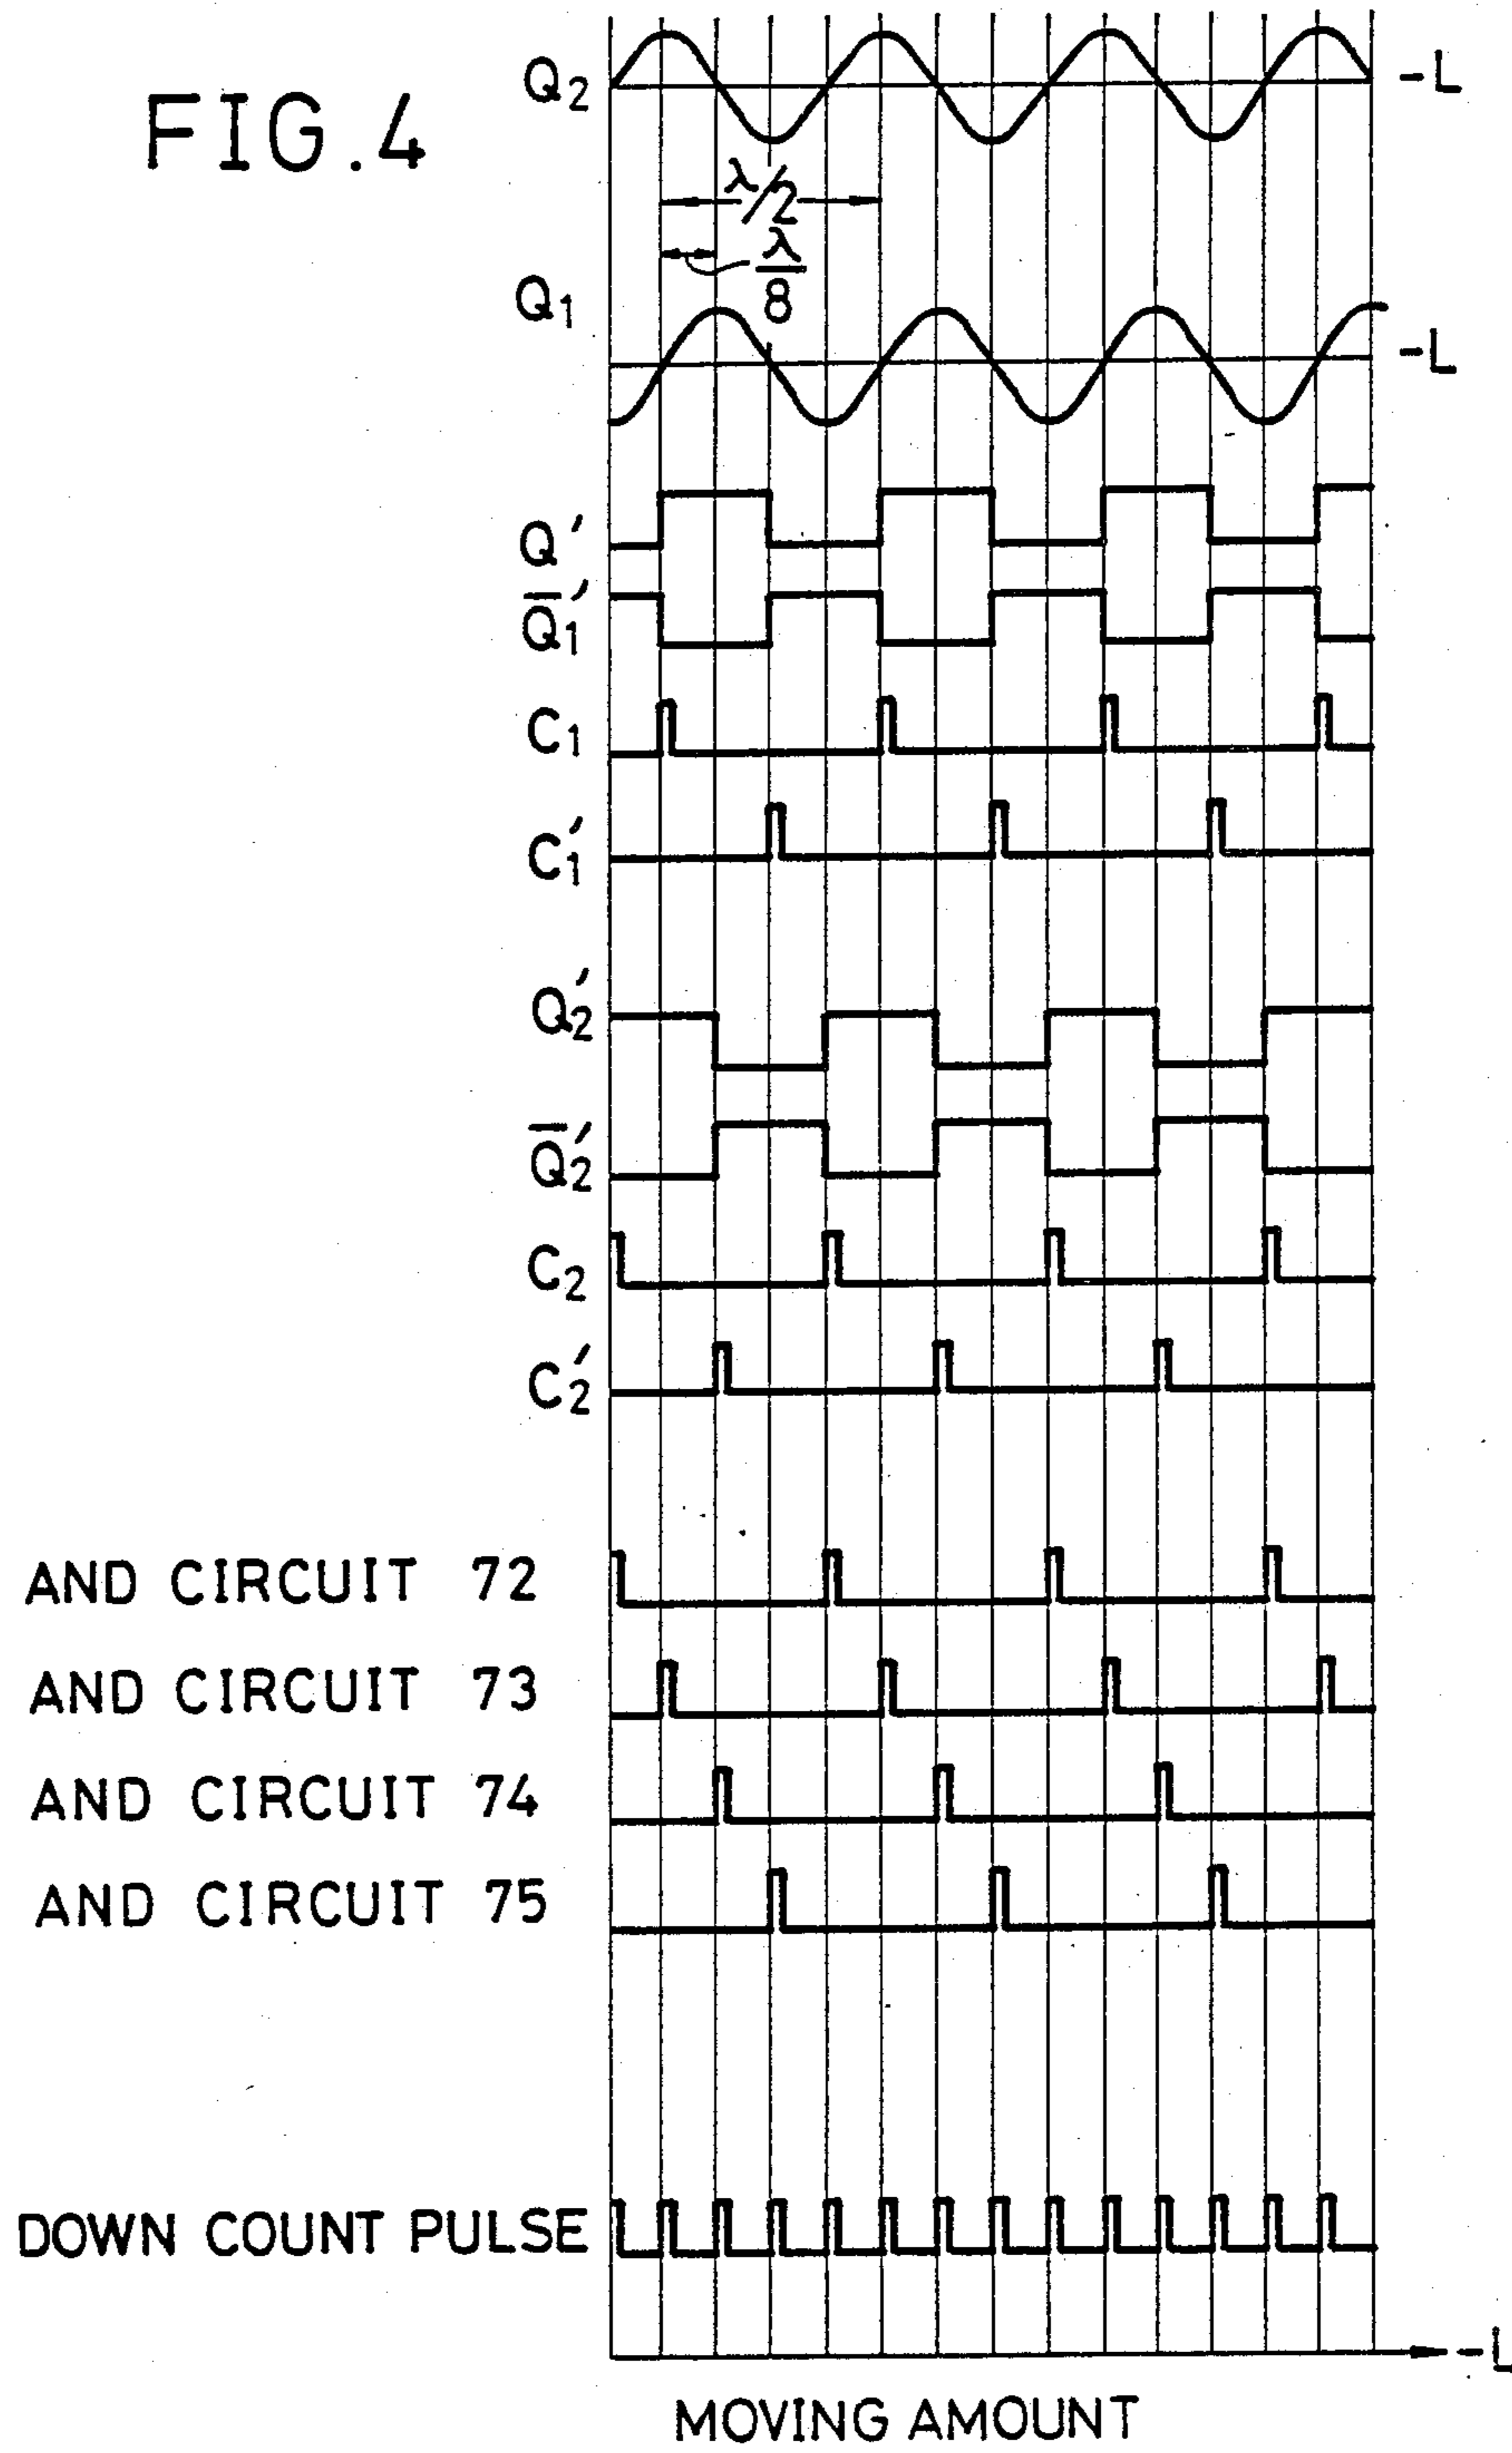 FIG.4
Q2 -L
λ/2
λ/8
Q1 -L
Q'
Q̄1'
C1
C1'
Q2'
Q̄2'
C2
C2'
AND CIRCUIT 72
AND CIRCUIT 73
AND CIRCUIT 74
AND CIRCUIT 75
DOWN COUNT PULSE
-L
MOVING AMOUNT